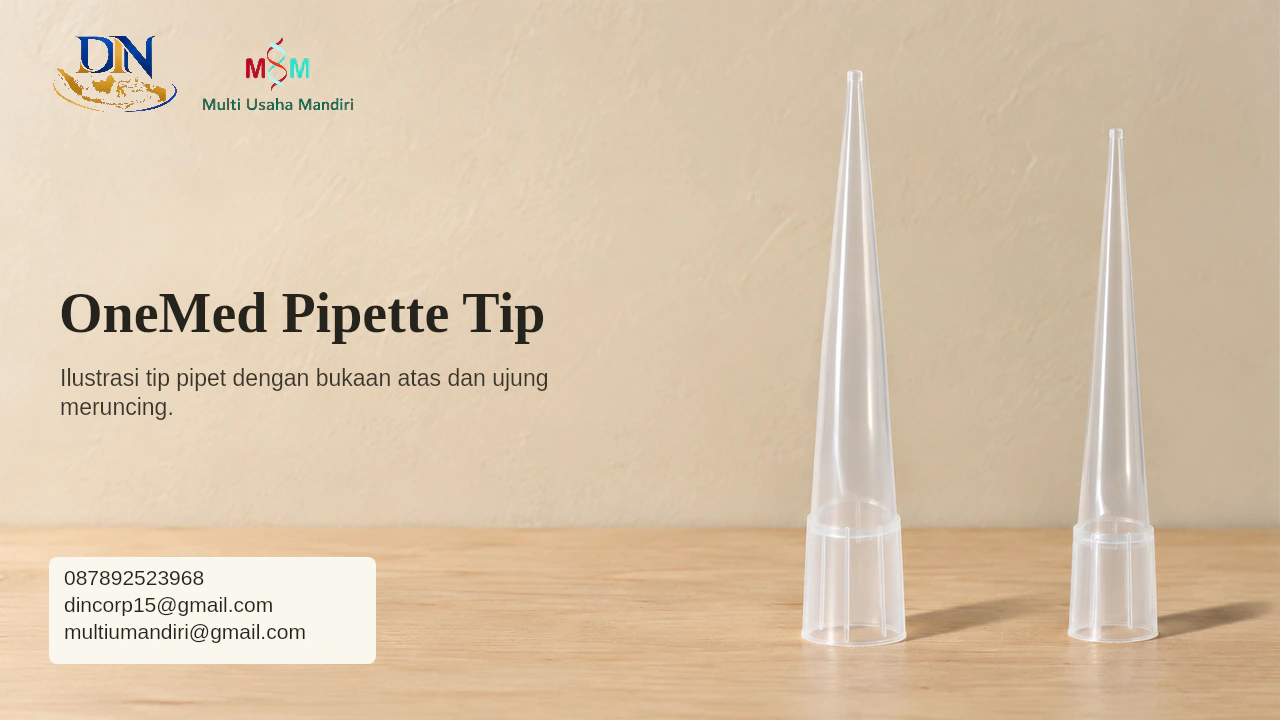 DN
MSM
Multi Usaha Mandiri
OneMed Pipette Tip
Ilustrasi tip pipet dengan bukaan atas dan ujung
meruncing.
087892523968
dincorp15@gmail.com
multiumandiri@gmail.com